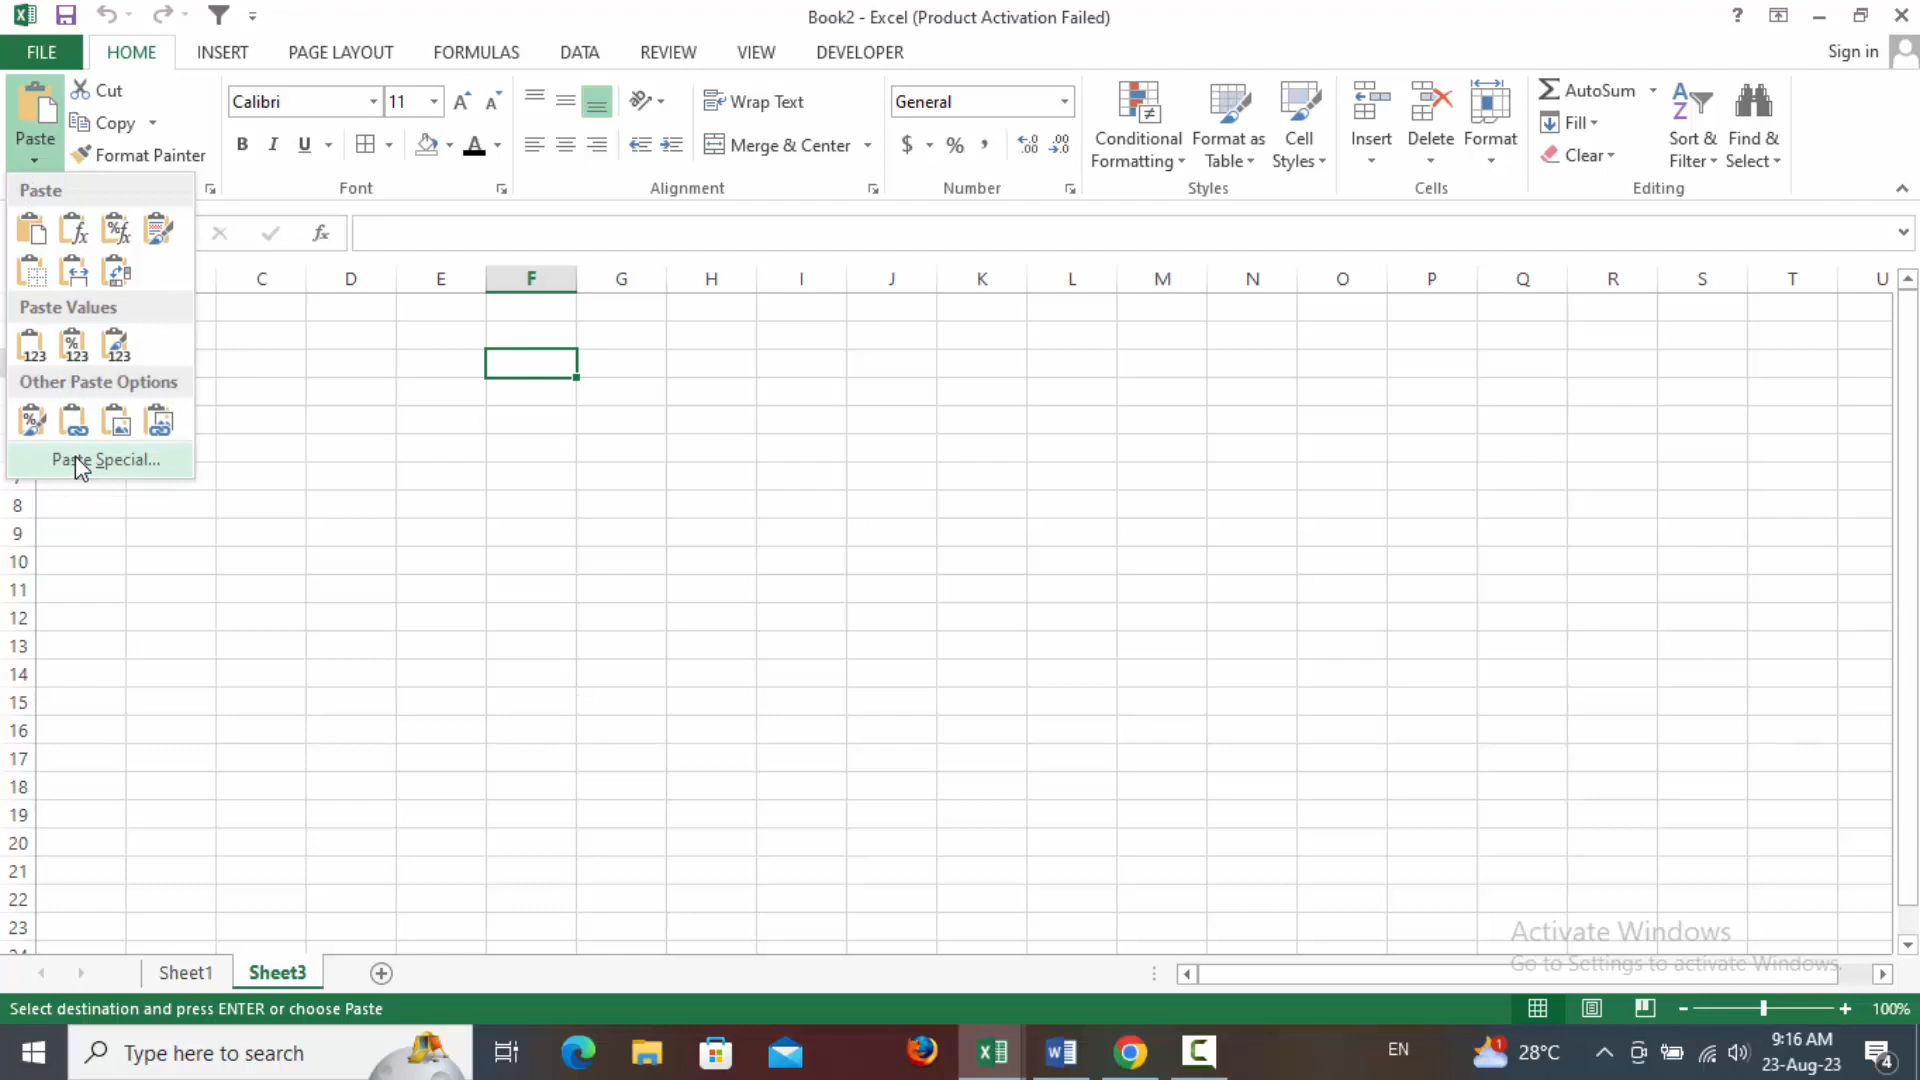 Book2 - Excel (Product Activation Failed)
FILE HOME INSERT PAGE LAYOUT FORMULAS DATA REVIEW VIEW DEVELOPER Sign in
Paste
Cut
Copy
Format Painter
Calibri 11
B I U
Font
Wrap Text
Merge & Center
Alignment
General
$ % ,
Number
Conditional Formatting
Format as Table
Cell Styles
Styles
Insert
Delete
Format
Cells
AutoSum
Fill
Clear
Sort & Filter
Find & Select
Editing
Paste
Paste Values
Other Paste Options
Paste Special...
fx
C D E F G H I J K L M N O P Q R S T U
8
9
10
11
12
13
14
15
16
17
18
19
20
21
22
23
Activate Windows
Go to Settings to activate Windows.
Sheet1 Sheet3
Select destination and press ENTER or choose Paste
100%
Type here to search
EN
28°C
9:16 AM
23-Aug-23
4